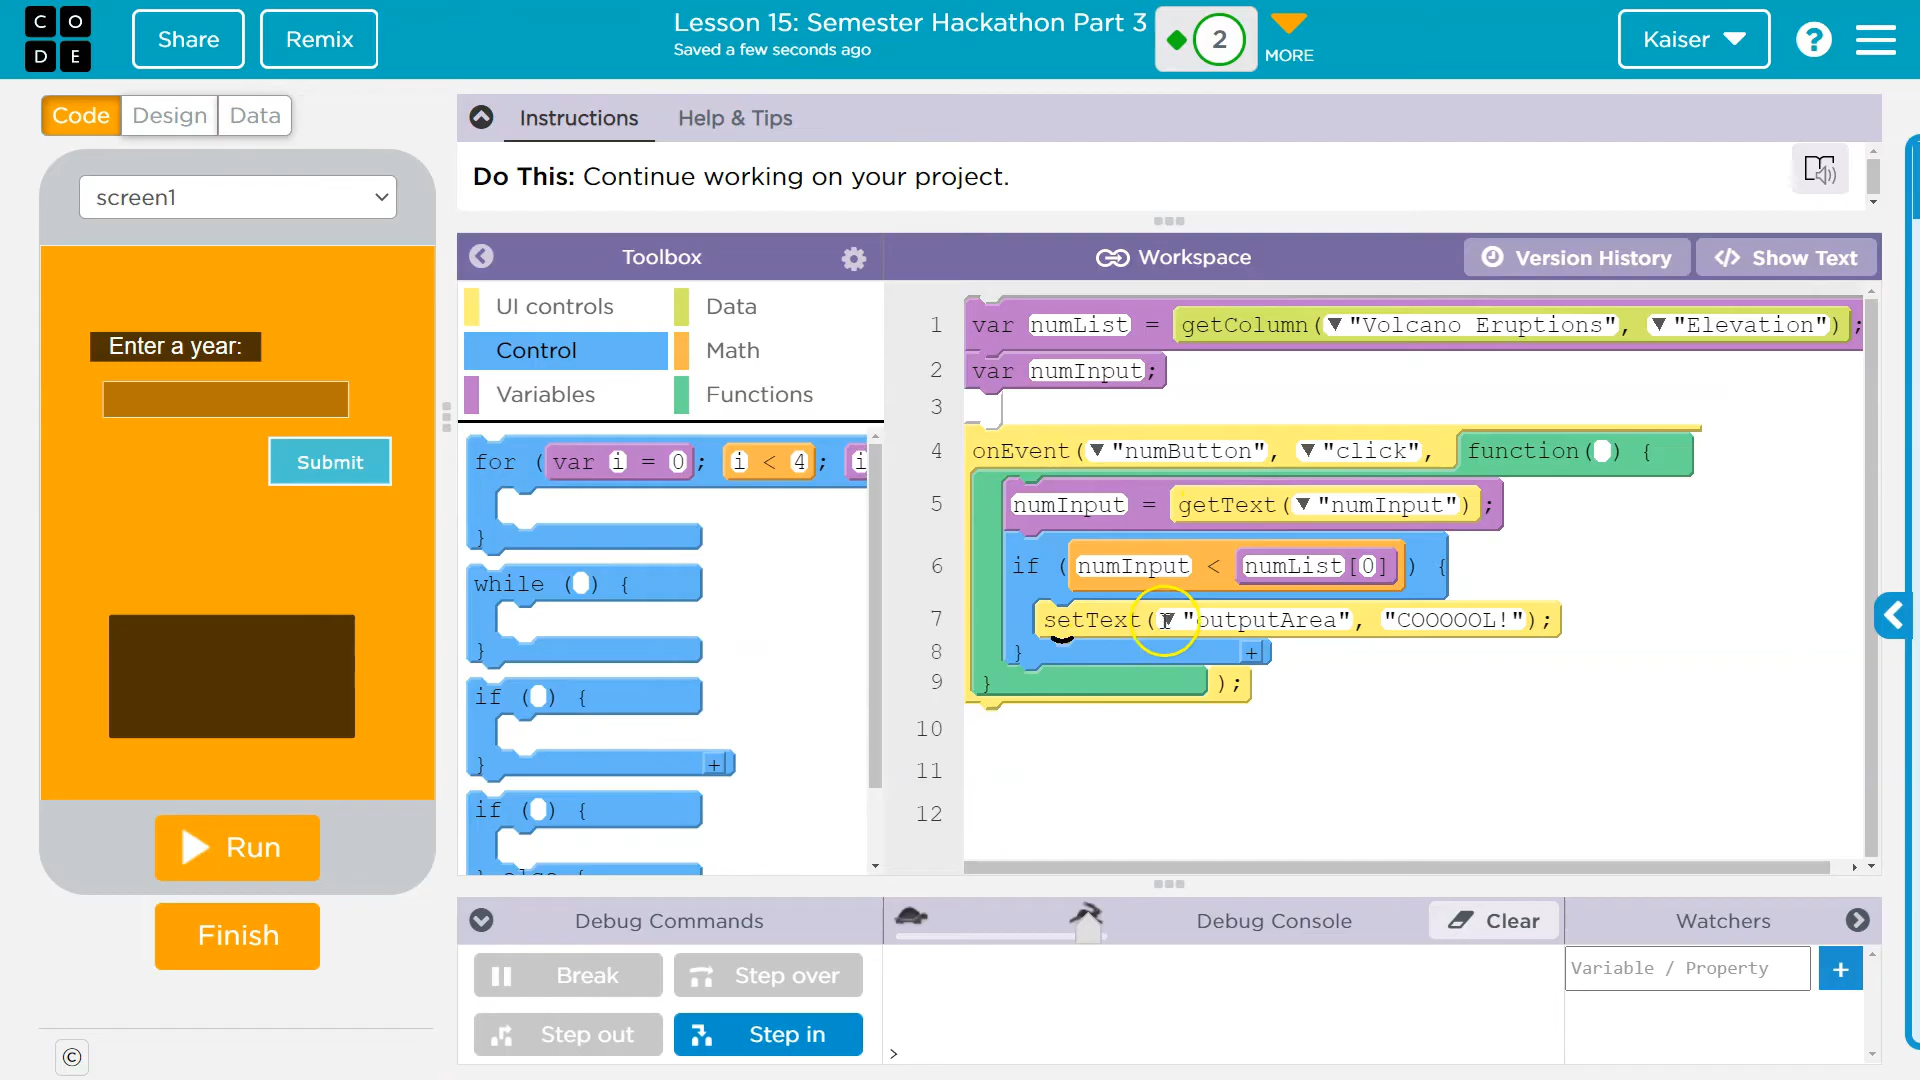 C O
D E
Share
Remix
Lesson 15: Semester Hackathon Part 3
Saved a few seconds ago
2
MORE
Kaiser
?
Code
Design
Data
Instructions
Help & Tips
screen1
Do This: Continue working on your project.
Toolbox
Workspace
Version History
</> Show Text
UI controls
Data
Control
Math
Variables
Functions
Enter a year:
Submit
Run
Finish
for ( var i = 0 ; i < 4 ; i
}
while ( ) {
}
if ( ) {
} +
if ( ) {
1 var numList = getColumn( "Volcano Eruptions", "Elevation") ;
2 var numInput;
3
4 onEvent( "numButton", "click", function( ) {
5 numInput = getText( "numInput") ;
6 if ( numInput < numList[0] ) {
7 setText( "outputArea", "COOOOOL!");
8 } +
9 } );
10
11
12
Debug Commands
Debug Console
Clear
Watchers
Break
Step over
Step out
Step in
Variable / Property
+
>
©